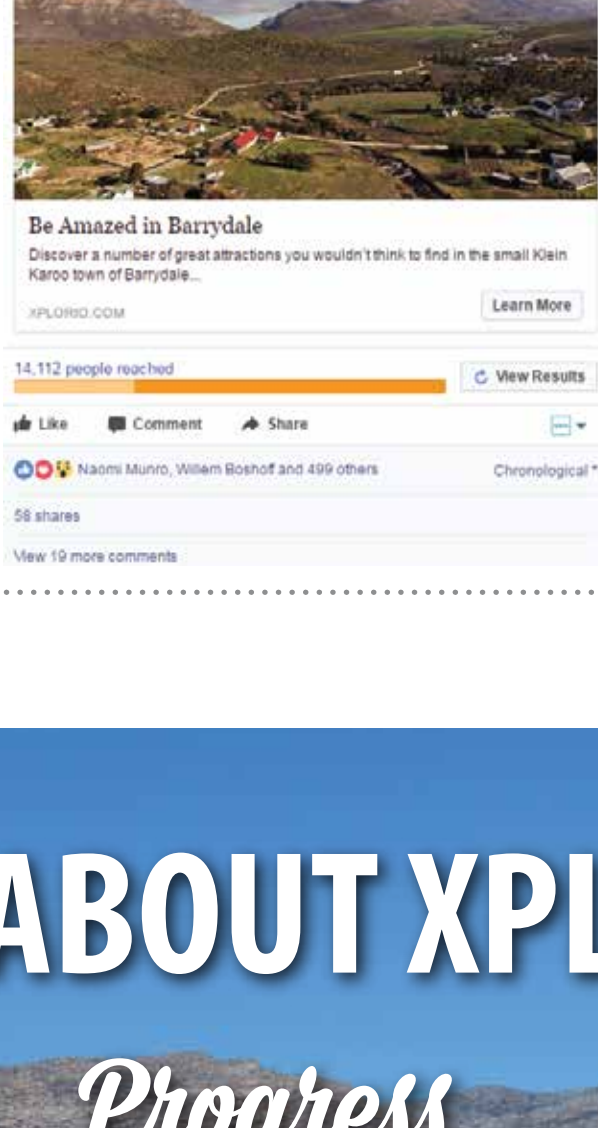 Be Amazed in Barrydale
Discover a number of great attractions you wouldn't think to find in the small Klein
Karoo town of Barrydale...
XPLORIO.COM
Learn More
14,112 people reached
View Results
Like Comment Share
Naomi Munro, Willem Boshoff and 499 others
Chronological
58 shares
View 19 more comments
ABOUT XPL
Progress